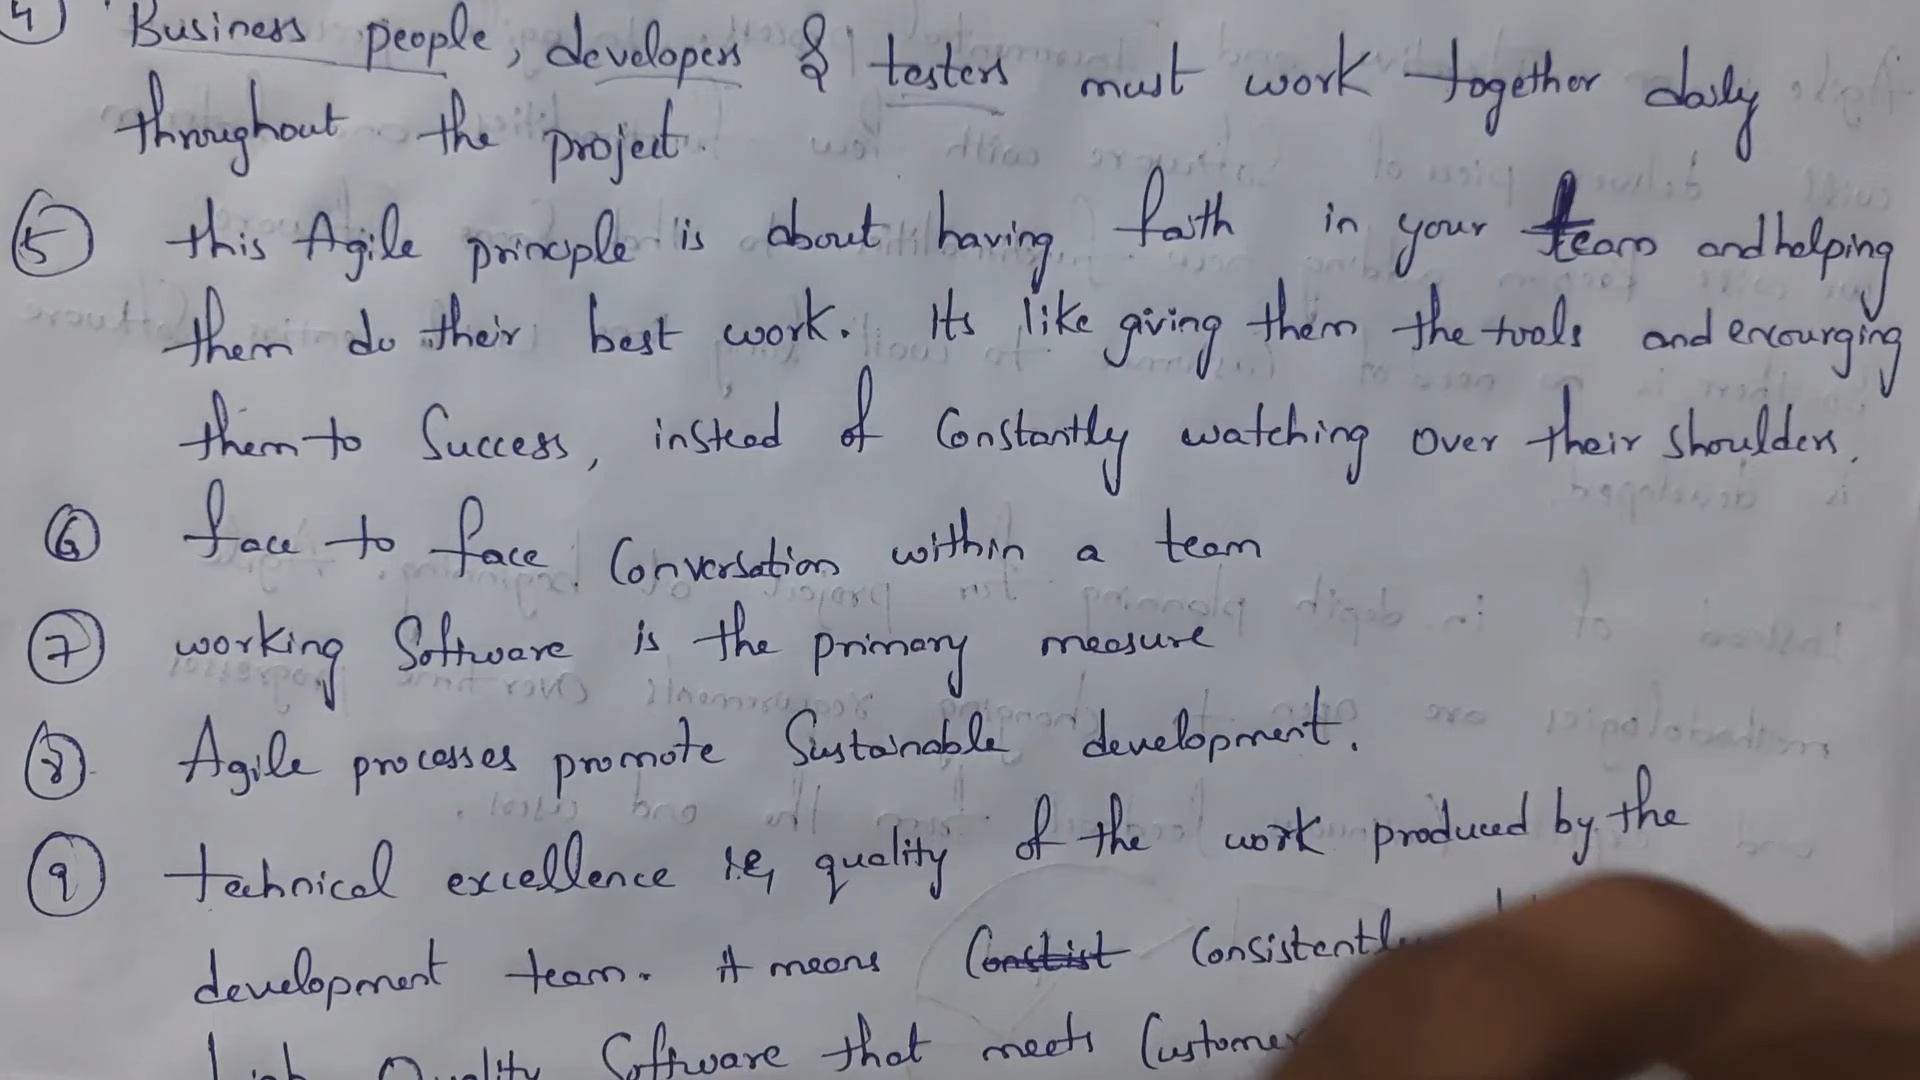 4 Business people, developers & testers must work together daily
throughout the project.
5 this Agile principle is about having faith in your team and helping
them do their best work. Its like giving them the tools and encourging
them to Success, instead of Constantly watching over their shoulders.
6 face to face Conversation within a team
7 working Software is the primary measure
8 Agile processes promote Sustainable development.
9 technical excellence i.e, quality of the work produced by the
development team. it means Consistently
high Quality Software that meets Customer